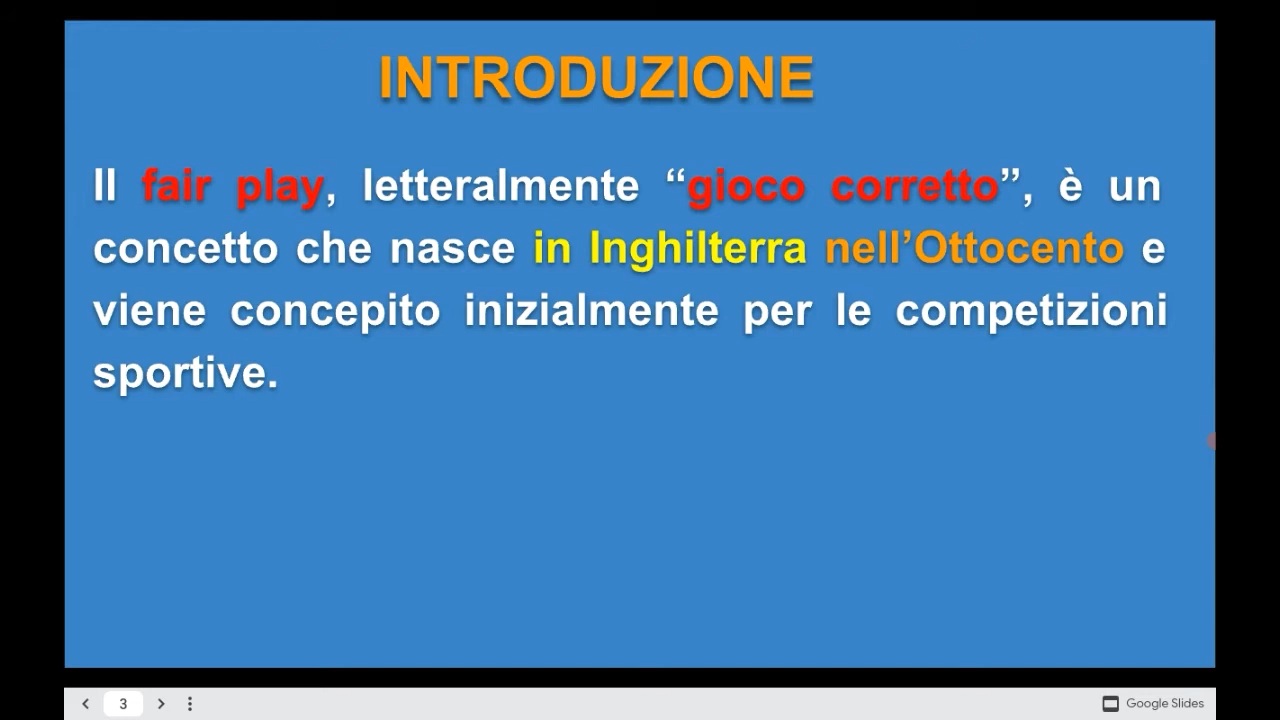 INTRODUZIONE
Il fair play, letteralmente “gioco corretto”, è un
concetto che nasce in Inghilterra nell’Ottocento e
viene concepito inizialmente per le competizioni
sportive.
3
Google Slides